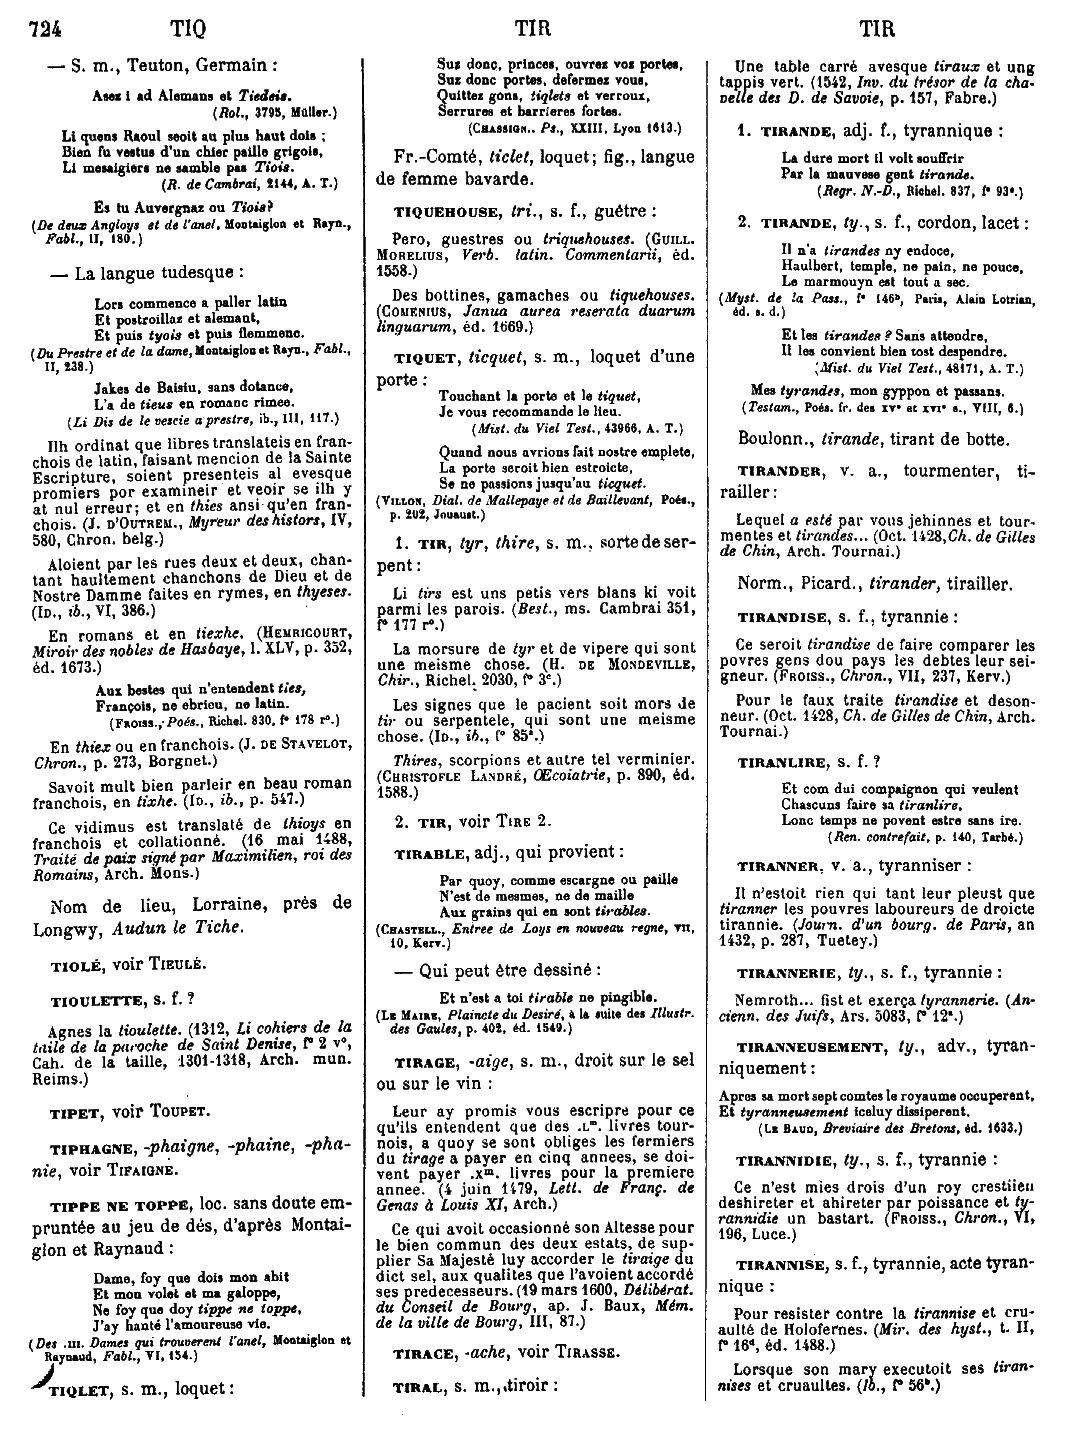 724
TIQ
TIR
TIR
— S. m., Teuton, Germain :
Asez i ad Alemans et Tiedeis.
(Rol., 3795, Müller.)
Li quens Raoul seoit au plus haut dois ;
Bien fu vestus d'un chier paille grigois,
Li mesaigiers ne samble pas Tiois.
(R. de Cambrai, 2144, A. T.)
Es tu Auvergnaz ou Tiois?
(De deux Angloys et de l'anel, Montaiglon et Rayn.,
Fabl., II, 180.)
— La langue tudesque :
Lors commence a paller latin
Et postroillaz et alemant,
Et puis tyois et puis flemmenc.
(Du Prestre et de la dame, Montaiglon et Rayn., Fabl.,
II, 238.)
Jakes de Baisiu, sans dotance,
L'a de tieus en romanc rimee.
(Li Dis de le vescie a prestre, ib., III, 117.)
Ilh ordinat que libres translateis en fran-
chois de latin, faisant mencion de la Sainte
Escripture, soient presenteis al evesque
promiers por examineir et veoir se ilh y
at nul erreur; et en thies ansi qu'en fran-
chois. (J. D'OUTREM., Myreur des histors, IV,
580, Chron. belg.)
Aloient par les rues deux et deux, chan-
tant haultement chanchons de Dieu et de
Nostre Damme faites en rymes, en thyeses.
(ID., ib., VI, 386.)
En romans et en tiexhe. (HEMRICOURT,
Miroir des nobles de Hasbaye, l. XLV, p. 352,
éd. 1673.)
Aux bestes qui n'entendent ties,
François, ne ebrieu, ne latin.
(FROISS., Poés., Richel. 830, f° 178 r°.)
En thiex ou en franchois. (J. DE STAVELOT,
Chron., p. 273, Borgnet.)
Savoit mult bien parleir en beau roman
franchois, en tixhe. (ID., ib., p. 547.)
Ce vidimus est translaté de thioys en
franchois et collationné. (16 mai 1488,
Traité de paix signé par Maximilien, roi des
Romains, Arch. Mons.)
Nom de lieu, Lorraine, près de
Longwy, Audun le Tiche.
TIOLÉ, voir TIEULÉ.
TIOULETTE, s. f. ?
Agnes la tioulette. (1312, Li cohiers de la
taile de la paroche de Saint Denise, f° 2 v°,
Cah. de la taille, 1301-1318, Arch. mun.
Reims.)
TIPET, voir TOUPET.
TIPHAGNE, -phaigne, -phaine, -pha-
nie, voir TIFAIGNE.
TIPPE NE TOPPE, loc. sans doute em-
pruntée au jeu de dés, d'après Montai-
glon et Raynaud :
Dame, foy que dois mon abit
Et mon volet et ma galoppe,
Ne foy que doy tippe ne toppe,
J'ay hanté l'amoureuse vie.
(Des .III. Dames qui trouverent l'anel, Montaiglon et
Raynaud, Fabl., VI, 154.)
TIQLET, s. m., loquet :
Sus donc, princes, ouvrez voz portes,
Suz donc portes, defermez vous,
Quittez gons, tiqlets et verroux,
Serrures et barrieres fortes.
(CHASSIGN.. Ps., XXIII, Lyon 1613.)
Fr.-Comté, ticlet, loquet; fig., langue
de femme bavarde.
TIQUEHOUSE, tri., s. f., guêtre :
Pero, guestres ou triquehouses. (GUILL.
MORELIUS, Verb. latin. Commentarii, éd.
1558.)
Des bottines, gamaches ou tiquehouses.
(COMENIUS, Janua aurea reserata duarum
linguarum, éd. 1669.)
TIQUET, ticquet, s. m., loquet d'une
porte :
Touchant la porte et le tiquet,
Je vous recommande le lieu.
(Mist. du Viel Test., 43966, A. T.)
Quand nous avrions fait nostre emplete,
La porte seroit bien estroicte,
Se ne passions jusqu'au ticquet.
(VILLON, Dial. de Mallepaye et de Baillevant, Poés.,
p. 202, Jouaust.)
1. TIR, tyr, thire, s. m., sorte de ser-
pent :
Li tirs est uns petis vers blans ki voit
parmi les parois. (Best., ms. Cambrai 351,
f° 177 r°.)
La morsure de tyr et de vipere qui sont
une meisme chose. (H. DE MONDEVILLE,
Chir., Richel. 2030, f° 3ᶜ.)
Les signes que le pacient soit mors de
tir ou serpentele, qui sont une meisme
chose. (ID., ib., f° 85ᵃ.)
Thires, scorpions et autre tel verminier.
(CHRISTOFLE LANDRÉ, Œcoiatrie, p. 890, éd.
1588.)
2. TIR, voir TIRE 2.
TIRABLE, adj., qui provient :
Par quoy, comme escargne ou paille
N'est de mesmes, ne de maille
Aux grains qui en sont tirables.
(CHASTELL., Entree de Loys en nouveau regne, VII,
10, Kerv.)
— Qui peut être dessiné :
Et n'est a toi tirable ne pingible.
(LE MAIRE, Plaincte du Desiré, à la suite des Illustr.
des Gaules, p. 402, éd. 1549.)
TIRAGE, -aige, s. m., droit sur le sel
ou sur le vin :
Leur ay promis vous escripre pour ce
qu'ils entendent que des .Lᵐ. livres tour-
nois, a quoy se sont obliges les fermiers
du tirage a payer en cinq annees, se doi-
vent payer .xᵐ. livres pour la premiere
annee. (4 juin 1479, Lett. de Franç. de
Genas à Louis XI, Arch.)
Ce qui avoit occasionné son Altesse pour
le bien commun des deux estats, de sup-
plier Sa Majesté luy accorder le tiraige du
dict sel, aux qualites que l'avoient accordé
ses predecesseurs. (19 mars 1600, Délibérat.
du Conseil de Bourg, ap. J. Baux, Mém.
de la ville de Bourg, III, 87.)
TIRACE, -ache, voir TIRASSE.
TIRAL, s. m., tiroir :
Une table carré avesque tiraux et ung
tappis vert. (1542, Inv. du trésor de la cha-
pelle des D. de Savoie, p. 157, Fabre.)
1. TIRANDE, adj. f., tyrannique :
La dure mort il volt souffrir
Par la mauvese gent tirande.
(Regr. N.-D., Richel. 837, f° 93ᵉ.)
2. TIRANDE, ty., s. f., cordon, lacet :
Il n'a tirandes ny endoce,
Haulbert, temple, ne pain, ne pouce,
Le marmouyn est tout a sec.
(Myst. de la Pass., f° 146ᵇ, Paris, Alain Lotrian,
éd. s. d.)
Et les tirandes ? Sans attendre,
Il les convient bien tost despendre.
(Mist. du Viel Test., 48171, A. T.)
Mes tyrandes, mon gyppon et passans.
(Testam., Poés. fr. des XVᵉ et XVIᵉ s., VIII, 6.)
Boulonn., tirande, tirant de botte.
TIRANDER, v. a., tourmenter, ti-
railler :
Lequel a esté par vous jehinnes et tour-
mentes et tirandes... (Oct. 1428, Ch. de Gilles
de Chin, Arch. Tournai.)
Norm., Picard., tirander, tirailler.
TIRANDISE, s. f., tyrannie :
Ce seroit tirandise de faire comparer les
povres gens dou pays les debtes leur sei-
gneur. (FROISS., Chron., VII, 237, Kerv.)
Pour le faux traite tirandise et deson-
neur. (Oct. 1428, Ch. de Gilles de Chin, Arch.
Tournai.)
TIRANLIRE, s. f. ?
Et com dui compaignon qui veulent
Chascuns faire sa tiranlire,
Lonc temps ne povent estre sans ire.
(Ren. contrefait, p. 140, Tarbé.)
TIRANNER, v. a., tyranniser :
Il n'estoit rien qui tant leur pleust que
tiranner les pouvres laboureurs de droicte
tirannie. (Journ. d'un bourg. de Paris, an
1432, p. 287, Tuetey.)
TIRANNERIE, ty., s. f., tyrannie :
Nemroth... fist et exerça tyrannerie. (An-
cienn. des Juifs, Ars. 5083, f° 12ᵃ.)
TIRANNEUSEMENT, ty., adv., tyran-
niquement :
Apres sa mort sept comtes le royaume occuperent,
Et tyranneusement iceluy dissiperent.
(LE BAUD, Breviaire des Bretons, éd. 1633.)
TIRANNIDIE, ty., s. f., tyrannie :
Ce n'est mies drois d'un roy crestiien
deshireter et ahireter par poissance et ty-
rannidie un bastart. (FROISS., Chron., VI,
196, Luce.)
TIRANNISE, s. f., tyrannie, acte tyran-
nique :
Pour resister contre la tirannise et cru-
aulté de Holofernes. (Mir. des hyst., t. II,
f° 16ᵈ, éd. 1488.)
Lorsque son mary executoit ses tiran-
nises et cruaultes. (Ib., f° 56ᵇ.)